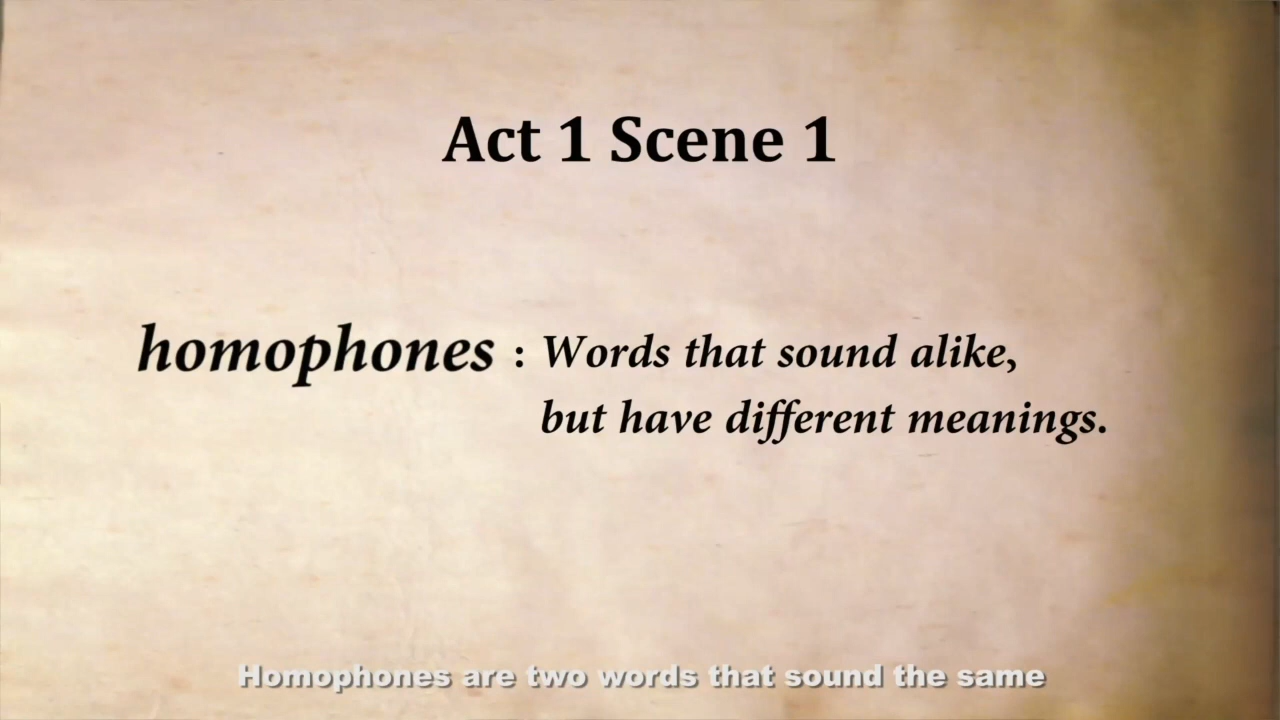 Act 1 Scene 1
homophones : Words that sound alike,
but have different meanings.
Homophones are two words that sound the same